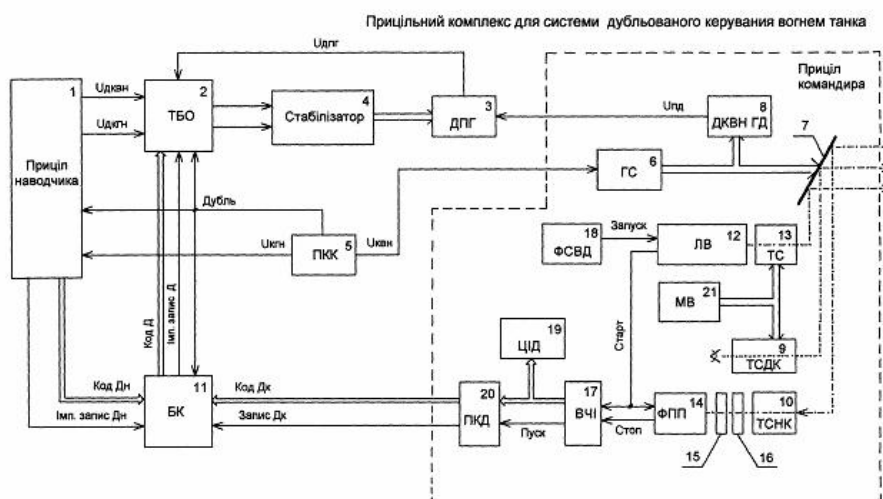 Прицільний комплекс для системи дубльованого керування вогнем танка
Приціл
командира
Uдпг
1
Uдкан
Uдкгн
Приціл
наводчика
2
ТБО
4
Стабілізатор
3
ДПГ
Uпд
8
ДКВН ГД
7
6
ГС
Дубль
Uкгн
5
ПКК
Uквн
Запуск
18
ФСВД
12
ЛВ
13
ТС
21
МВ
9
ТСДК
Код Д
Імп. запис Д
Старт
19
ЦІД
Код Дн
Імп. запис Дн
11
БК
Код Дх
Запис Дх
20
ПКД
Пуск
17
ВЧІ
Стоп
14
ФПП
10
ТСНК
15
16